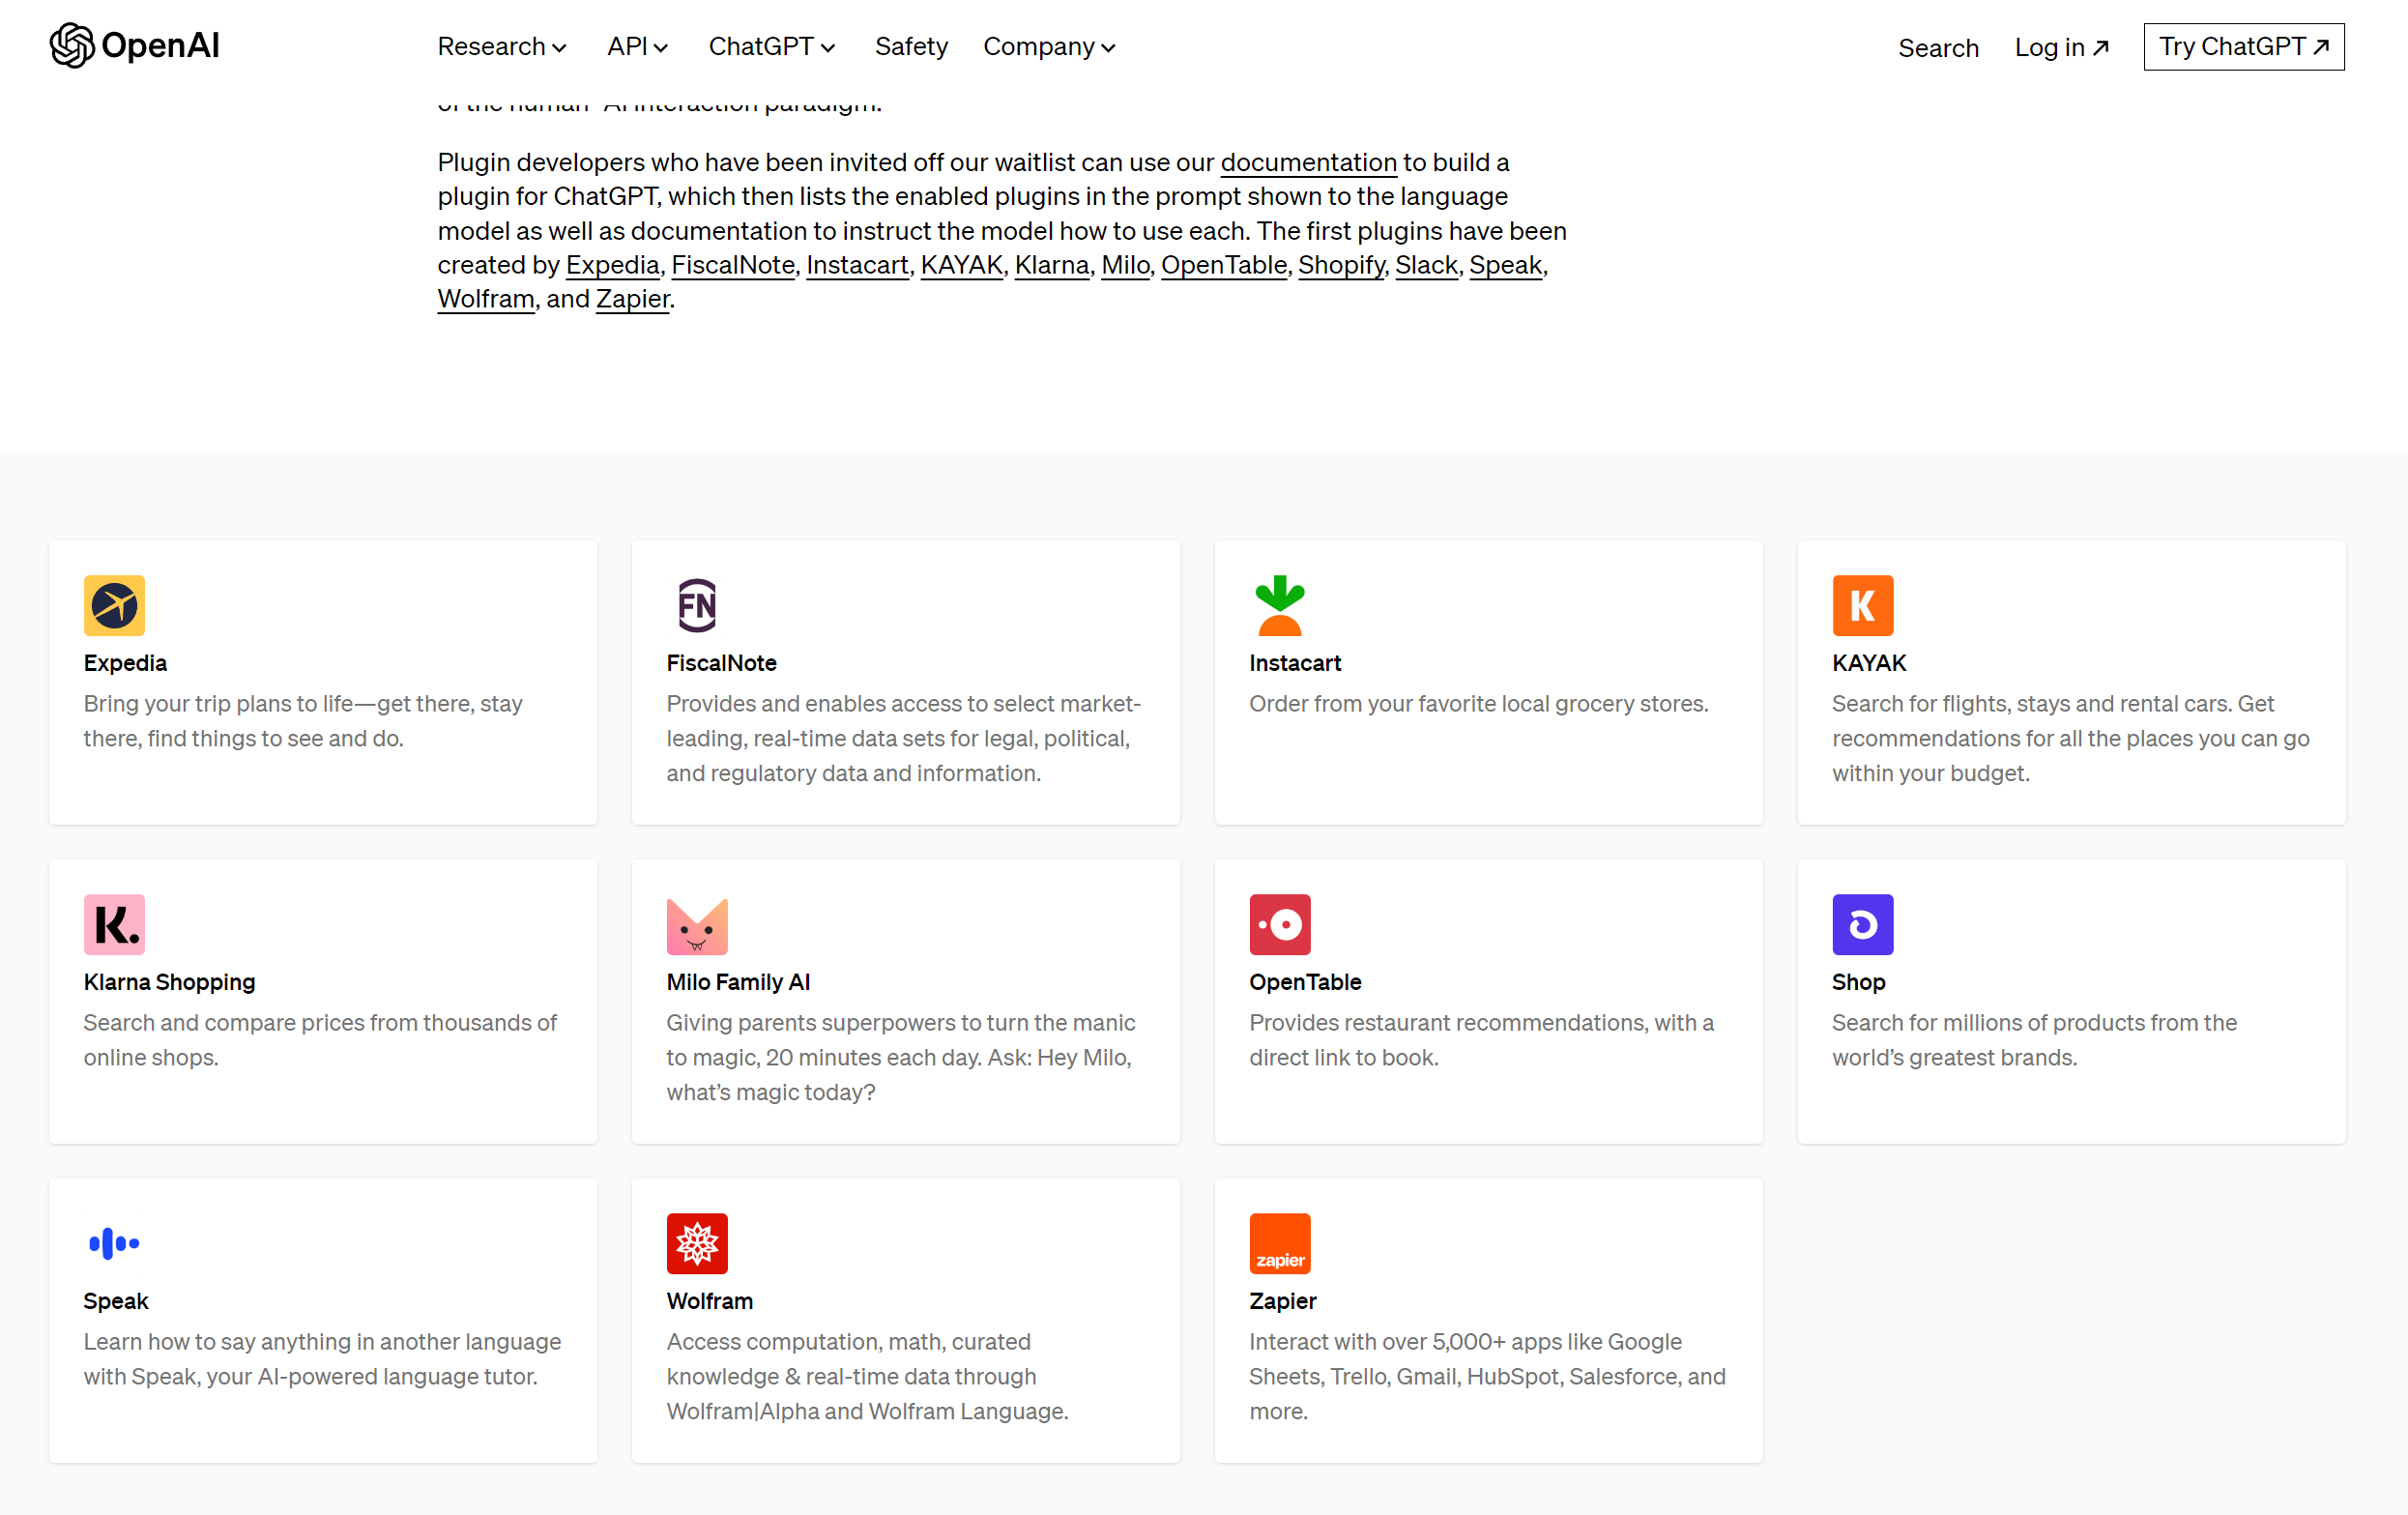 OpenAI
Research
API
ChatGPT
Safety
Company
Search
Log in
Try ChatGPT
of the human–AI interaction paradigm.
Plugin developers who have been invited off our waitlist can use our documentation to build a
plugin for ChatGPT, which then lists the enabled plugins in the prompt shown to the language
model as well as documentation to instruct the model how to use each. The first plugins have been
created by Expedia, FiscalNote, Instacart, KAYAK, Klarna, Milo, OpenTable, Shopify, Slack, Speak,
Wolfram, and Zapier.
Expedia
Bring your trip plans to life—get there, stay
there, find things to see and do.
FN
FiscalNote
Provides and enables access to select market-
leading, real-time data sets for legal, political,
and regulatory data and information.
Instacart
Order from your favorite local grocery stores.
K
KAYAK
Search for flights, stays and rental cars. Get
recommendations for all the places you can go
within your budget.
K.
Klarna Shopping
Search and compare prices from thousands of
online shops.
Milo Family AI
Giving parents superpowers to turn the manic
to magic, 20 minutes each day. Ask: Hey Milo,
what’s magic today?
OpenTable
Provides restaurant recommendations, with a
direct link to book.
Shop
Search for millions of products from the
world’s greatest brands.
Speak
Learn how to say anything in another language
with Speak, your AI-powered language tutor.
Wolfram
Access computation, math, curated
knowledge & real-time data through
Wolfram|Alpha and Wolfram Language.
zapier
Zapier
Interact with over 5,000+ apps like Google
Sheets, Trello, Gmail, HubSpot, Salesforce, and
more.